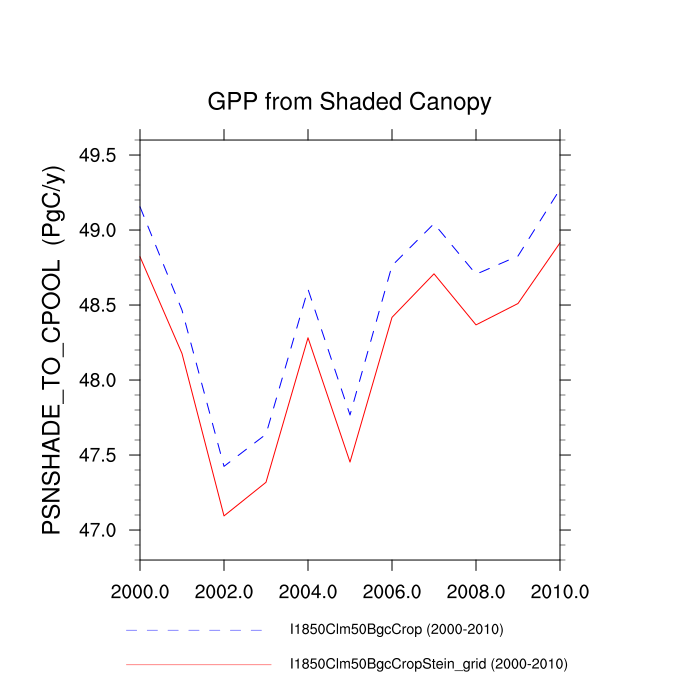 GPP from Shaded Canopy
PSNSHADE_TO_CPOOL (PgC/y)
49.5
49.0
48.5
48.0
47.5
47.0
2000.0 2002.0 2004.0 2006.0 2008.0 2010.0
I1850Clm50BgcCrop (2000-2010)
I1850Clm50BgcCropStein_grid (2000-2010)